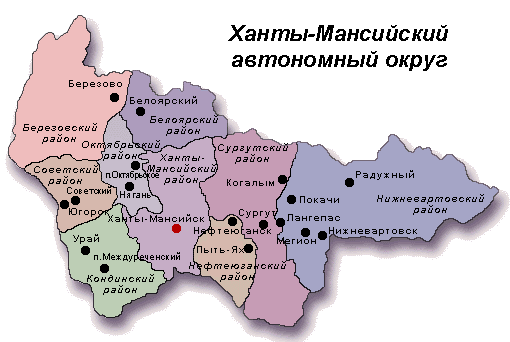 Ханты-Мансийский
автономный округ
Березово
Белоярский
Березовский
район
Белоярский
район
Октябрьский
район
Ханты-
Мансийский
район
Сургутский
район
Советский
район
п.Октябрьское
Советский
Нягань
Югорск
Когалым
Радужный
Покачи
Нижневартовский
район
Ханты-Мансийск
Сургут
Лангепас
Нефтеюганск
Мегион
Нижневартовск
Урай
Пыть-Ях
п.Междуреченский
Нефтеюганский
район
Кондинский
район